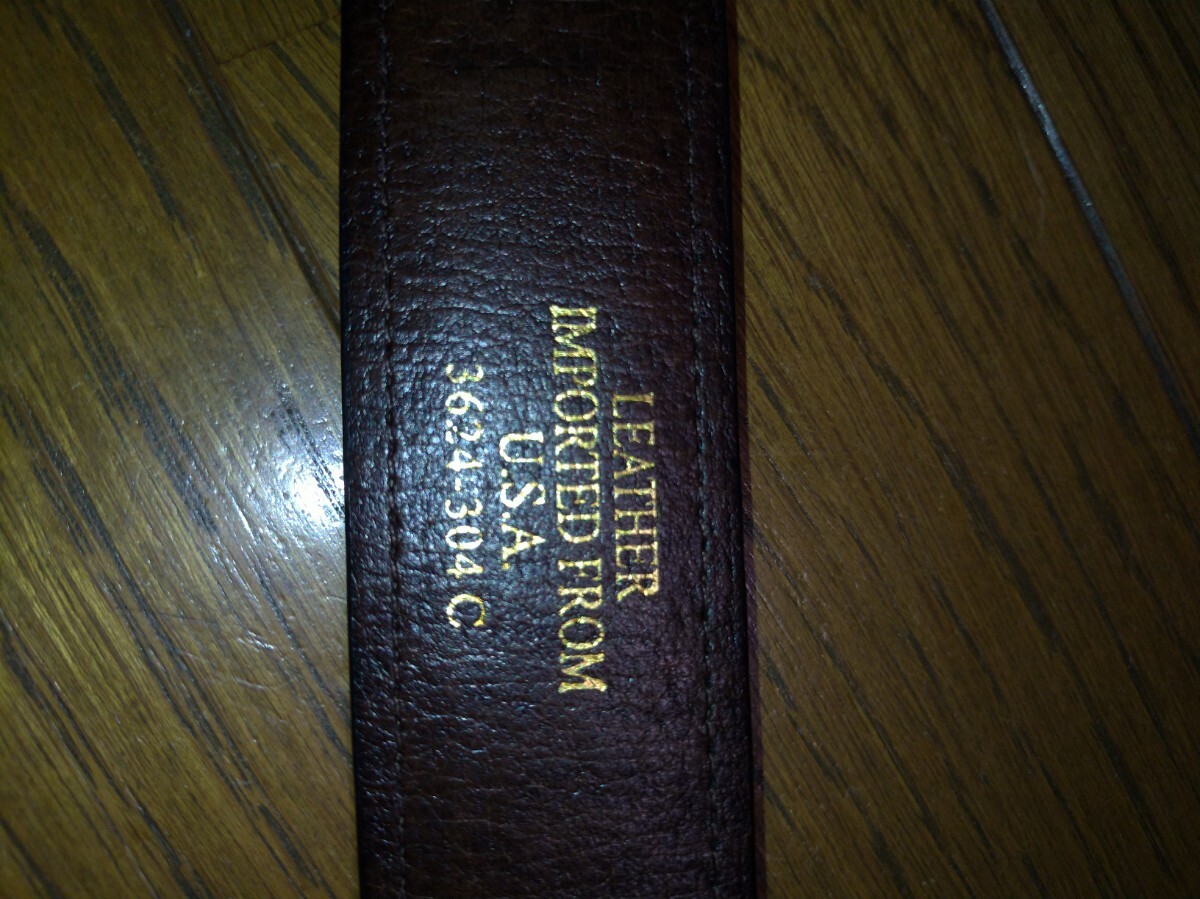 LEATHER
IMPORTED FROM
U.S.A.
3624-304 C